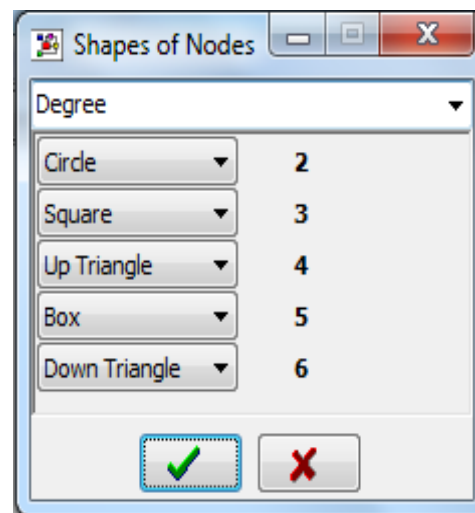 Shapes of Nodes
Degree
Circle 2
Square 3
Up Triangle 4
Box 5
Down Triangle 6